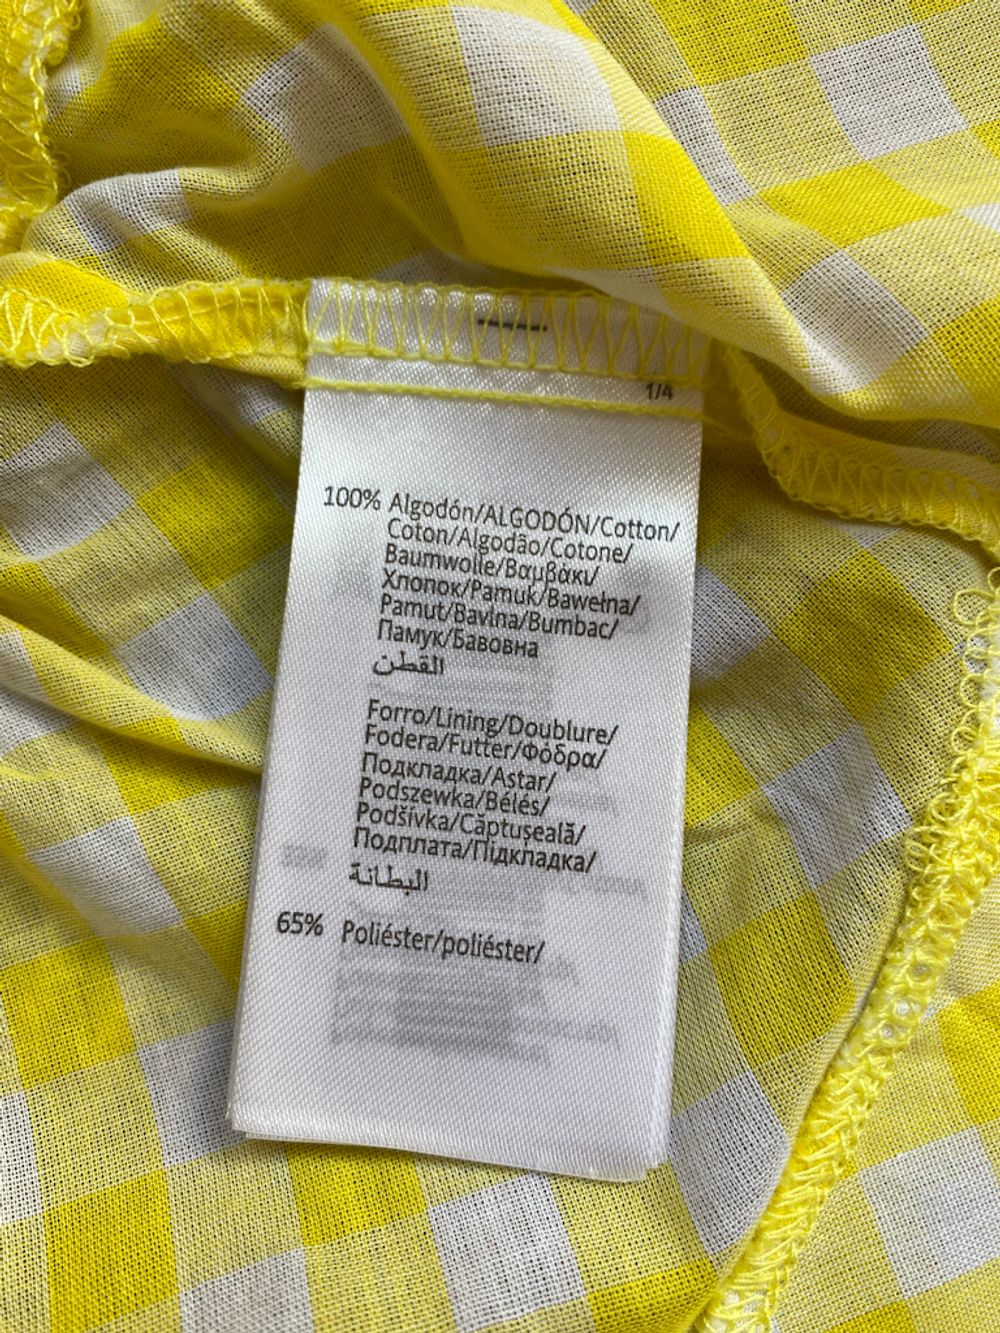 1/4
100% Algodón/ALGODÓN/Cotton/
Coton/Algodão/Cotone/
Baumwolle/Βαμβάκι/
Хлопок/Pamuk/Bawełna/
Pamut/Bavlna/Bumbac/
Памук/Бавовна
القطن
Forro/Lining/Doublure/
Fodera/Futter/Φόδρα/
Подкладка/Astar/
Podszewka/Bélés/
Podšívka/Căptușeală/
Подплата/Підкладка/
البطانة
65% Poliéster/poliéster/